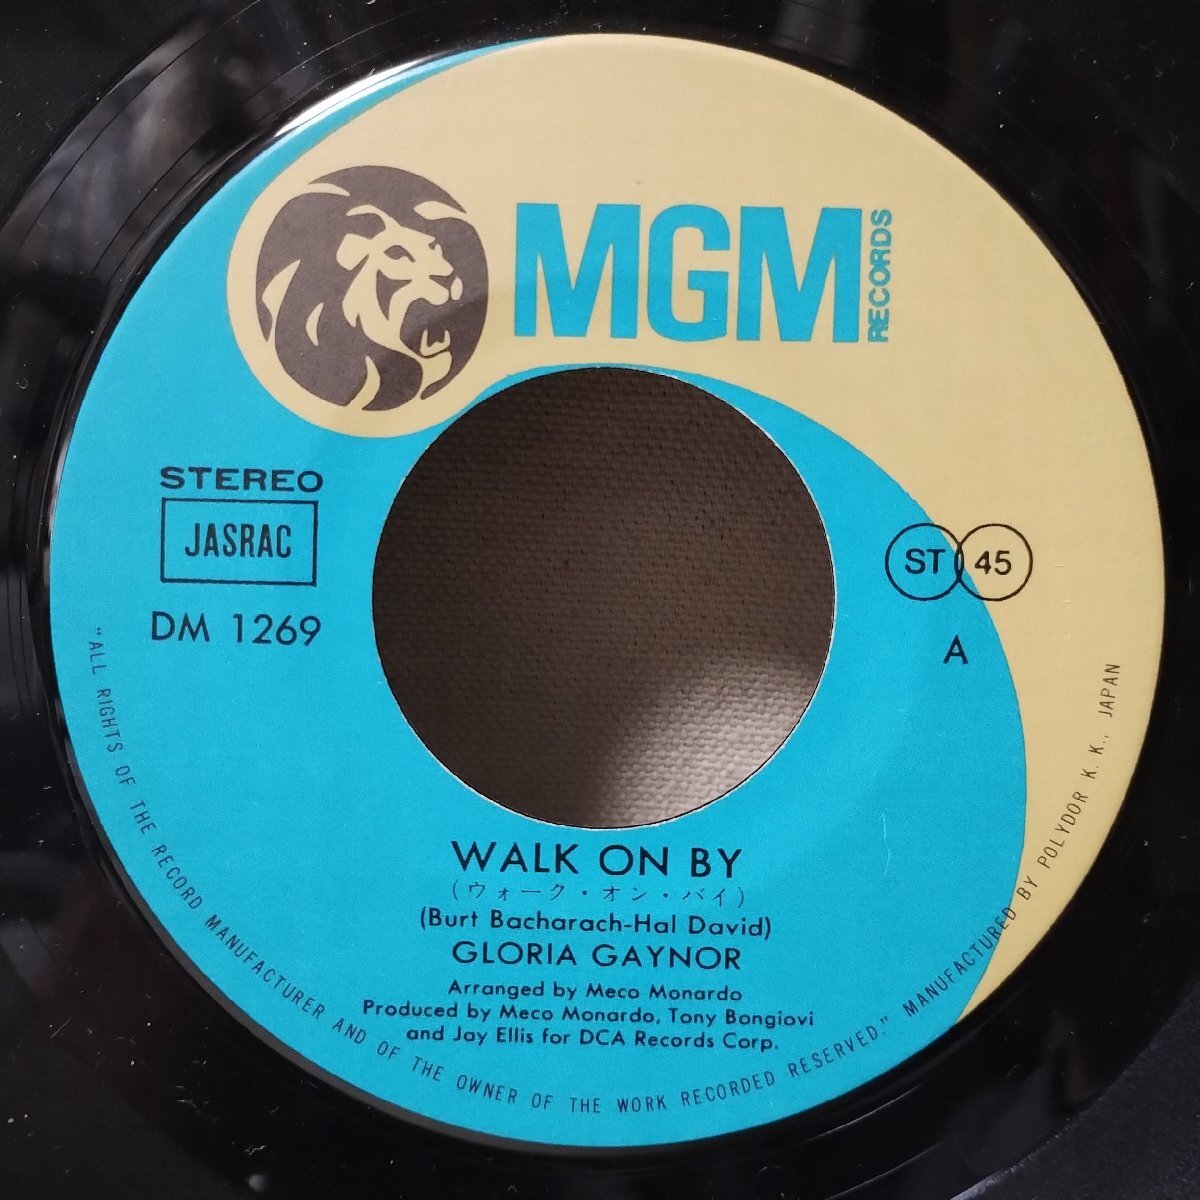 MGM
RECORDS
STEREO
JASRAC
DM 1269
ST 45
A
WALK ON BY
(ウォーク・オン・バイ)
(Burt Bacharach-Hal David)
GLORIA GAYNOR
Arranged by Meco Monardo
Produced by Meco Monardo, Tony Bongiovi
and Jay Ellis for DCA Records Corp.
"ALL RIGHTS OF THE RECORD MANUFACTURER AND OF THE OWNER OF THE WORK RECORDED RESERVED." MANUFACTURED BY POLYDOR K. K., JAPAN